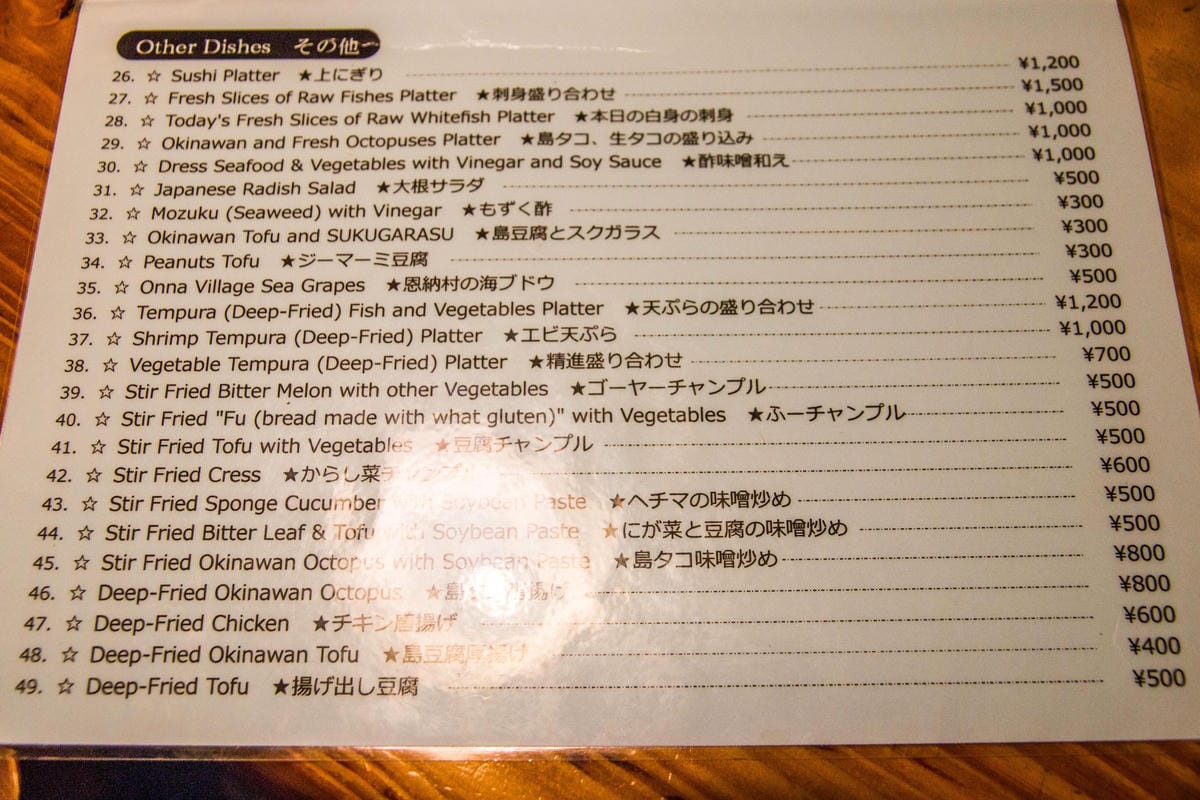 Other Dishes その他
26. ☆ Sushi Platter ★上にぎり ¥1,200
27. ☆ Fresh Slices of Raw Fishes Platter ★刺身盛り合わせ ¥1,500
28. ☆ Today's Fresh Slices of Raw Whitefish Platter ★本日の白身の刺身 ¥1,000
29. ☆ Okinawan and Fresh Octopuses Platter ★島タコ、生タコの盛り込み ¥1,000
30. ☆ Dress Seafood & Vegetables with Vinegar and Soy Sauce ★酢味噌和え ¥1,000
31. ☆ Japanese Radish Salad ★大根サラダ ¥500
32. ☆ Mozuku (Seaweed) with Vinegar ★もずく酢 ¥300
33. ☆ Okinawan Tofu and SUKUGARASU ★島豆腐とスクガラス ¥300
34. ☆ Peanuts Tofu ★ジーマーミ豆腐 ¥300
35. ☆ Onna Village Sea Grapes ★恩納村の海ブドウ ¥500
36. ☆ Tempura (Deep-Fried) Fish and Vegetables Platter ★天ぷらの盛り合わせ ¥1,200
37. ☆ Shrimp Tempura (Deep-Fried) Platter ★エビ天ぷら ¥1,000
38. ☆ Vegetable Tempura (Deep-Fried) Platter ★精進盛り合わせ ¥700
39. ☆ Stir Fried Bitter Melon with other Vegetables ★ゴーヤーチャンプル ¥500
40. ☆ Stir Fried "Fu (bread made with what gluten)" with Vegetables ★ふーチャンプル ¥500
41. ☆ Stir Fried Tofu with Vegetables ★豆腐チャンプル ¥500
42. ☆ Stir Fried Cress ★からし菜チャンプル ¥600
43. ☆ Stir Fried Sponge Cucumber with Soybean Paste ★ヘチマの味噌炒め ¥500
44. ☆ Stir Fried Bitter Leaf & Tofu with Soybean Paste ★にが菜と豆腐の味噌炒め ¥500
45. ☆ Stir Fried Okinawan Octopus with Soybean Paste ★島タコ味噌炒め ¥800
46. ☆ Deep-Fried Okinawan Octopus ¥800
47. ☆ Deep-Fried Chicken ★チキン唐揚げ ¥600
48. ☆ Deep-Fried Okinawan Tofu ★島豆腐厚揚げ ¥400
49. ☆ Deep-Fried Tofu ★揚げ出し豆腐 ¥500